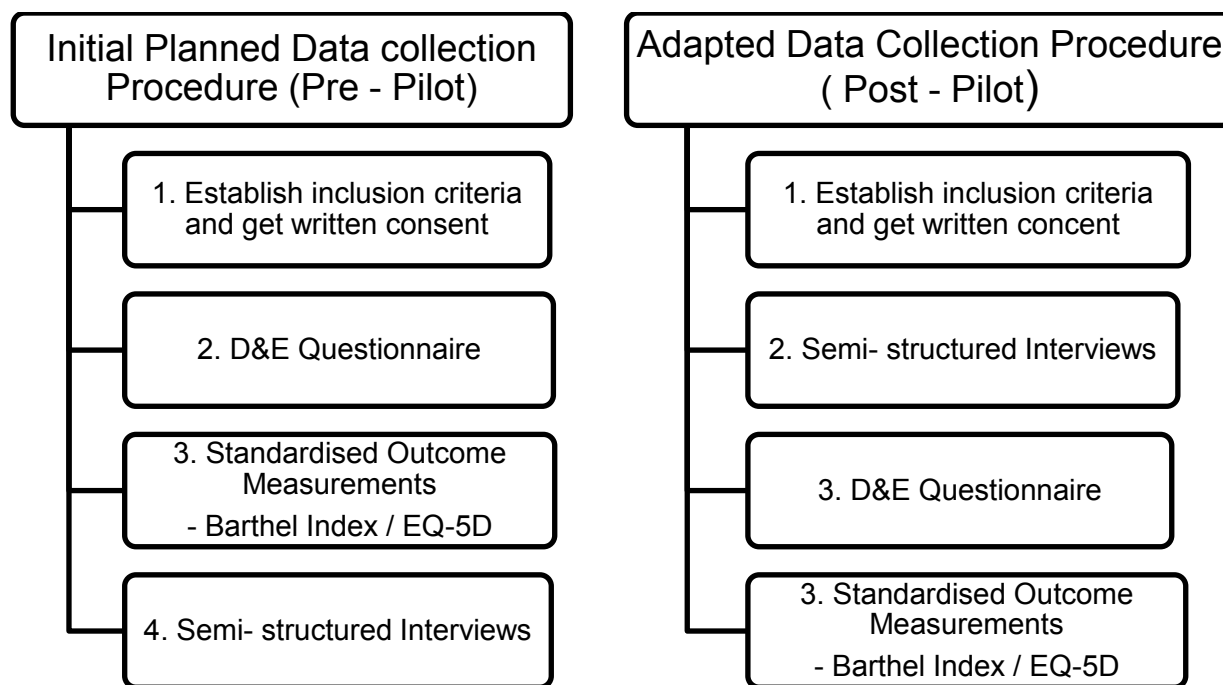 Initial Planned Data collection
Procedure (Pre - Pilot)
1. Establish inclusion criteria
and get written consent
2. D&E Questionnaire
3. Standardised Outcome
Measurements
- Barthel Index / EQ-5D
4. Semi- structured Interviews
Adapted Data Collection Procedure
( Post - Pilot)
1. Establish inclusion criteria
and get written concent
2. Semi- structured Interviews
3. D&E Questionnaire
3. Standardised Outcome
Measurements
- Barthel Index / EQ-5D